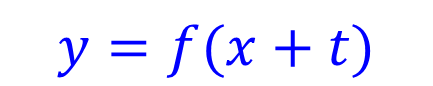 y = f(x + t)